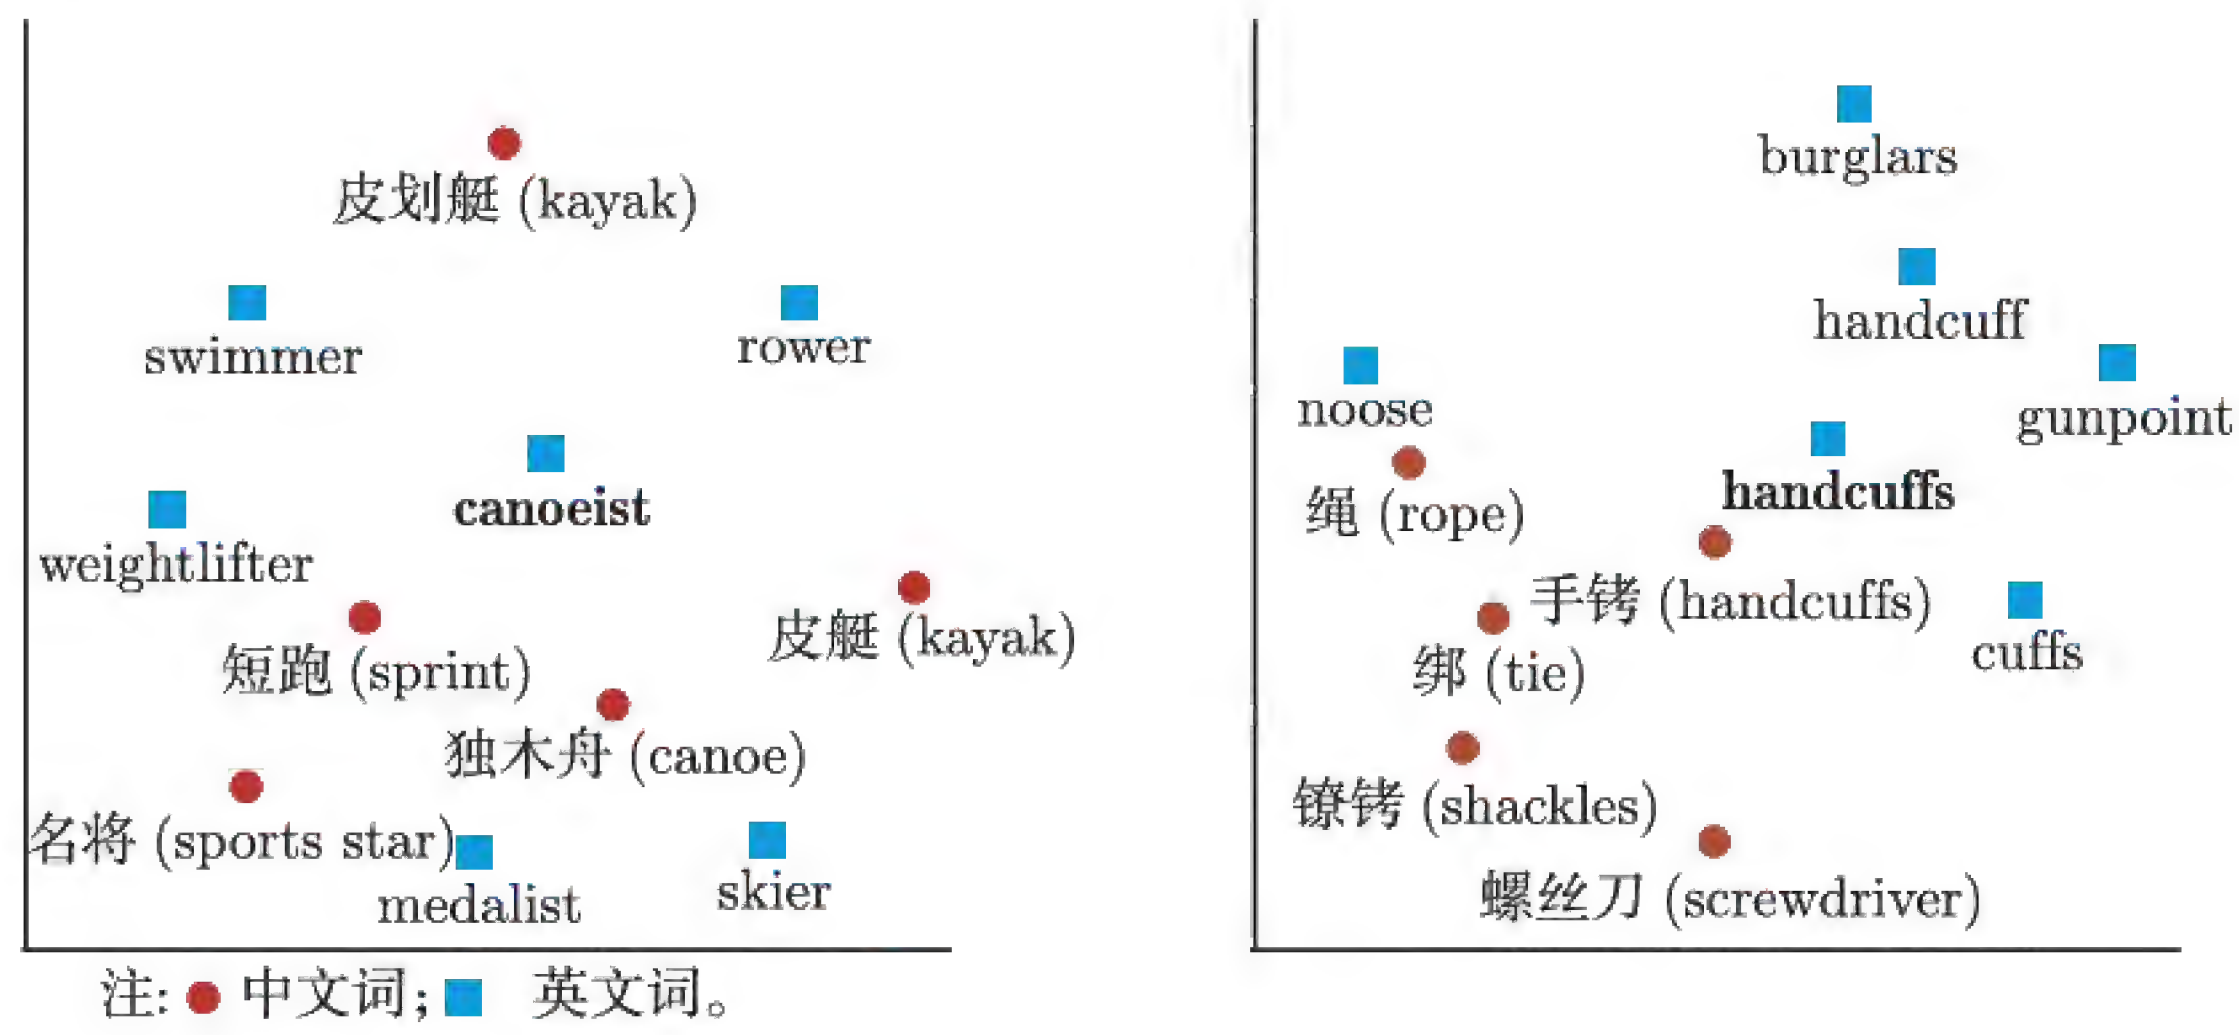 皮划艇 (kayak)
swimmer
rower
canoeist
weightlifter
短跑 (sprint)
皮艇 (kayak)
独木舟 (canoe)
名将 (sports star)
medalist
skier
burglars
handcuff
noose
gunpoint
绳 (rope)
handcuffs
手铐 (handcuffs)
绑 (tie)
cuffs
镣铐 (shackles)
螺丝刀 (screwdriver)
注: 中文词; 英文词。